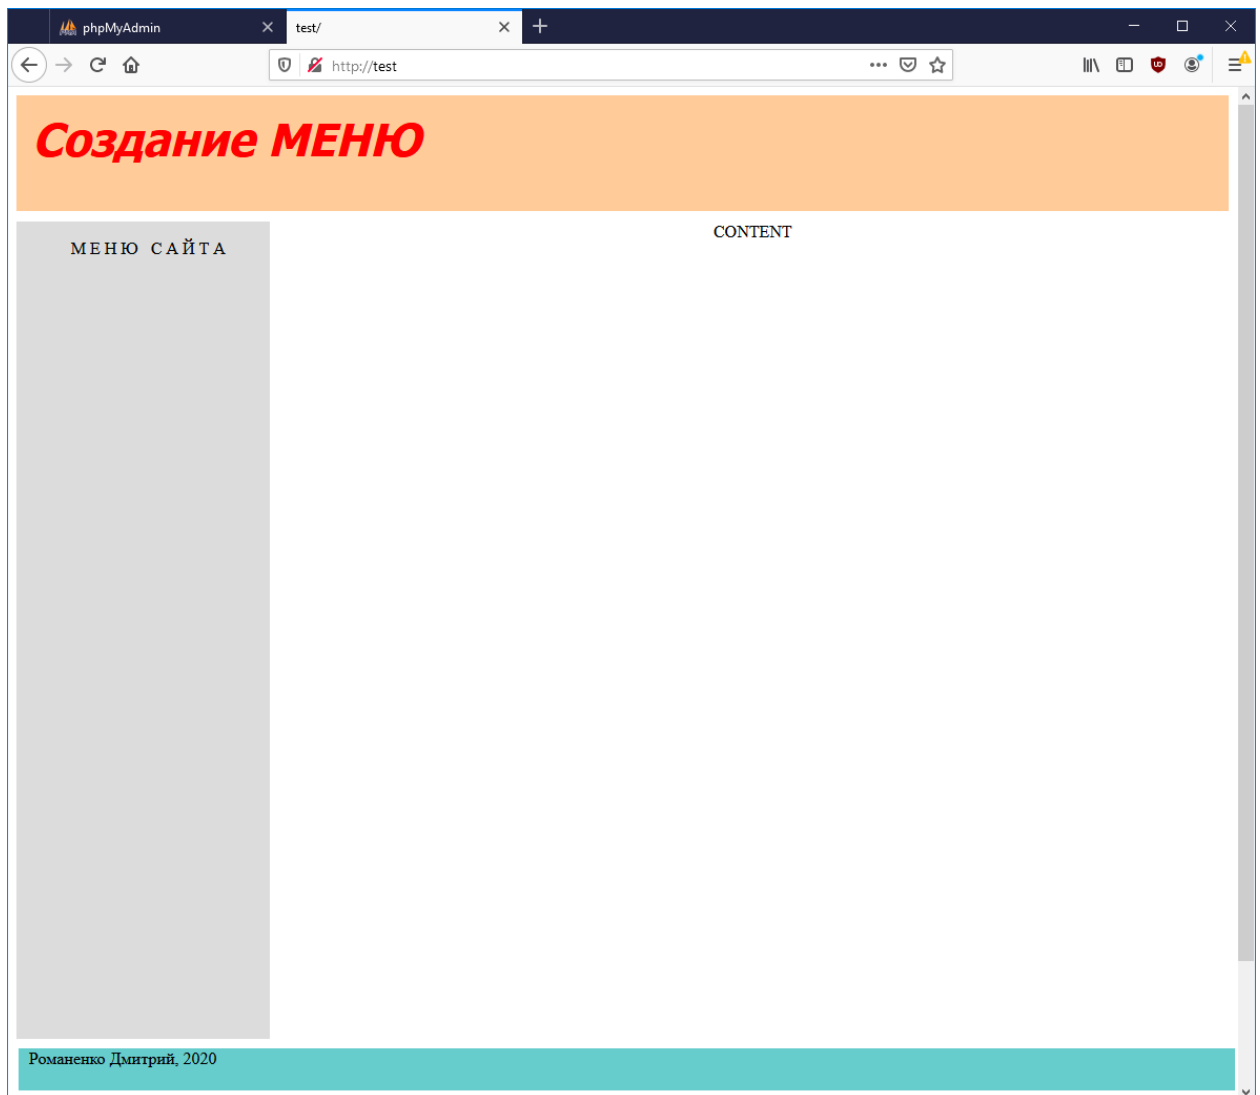 phpMyAdmin
test/
http://test
Создание МЕНЮ
МЕНЮ САЙТА
CONTENT
Романенко Дмитрий, 2020